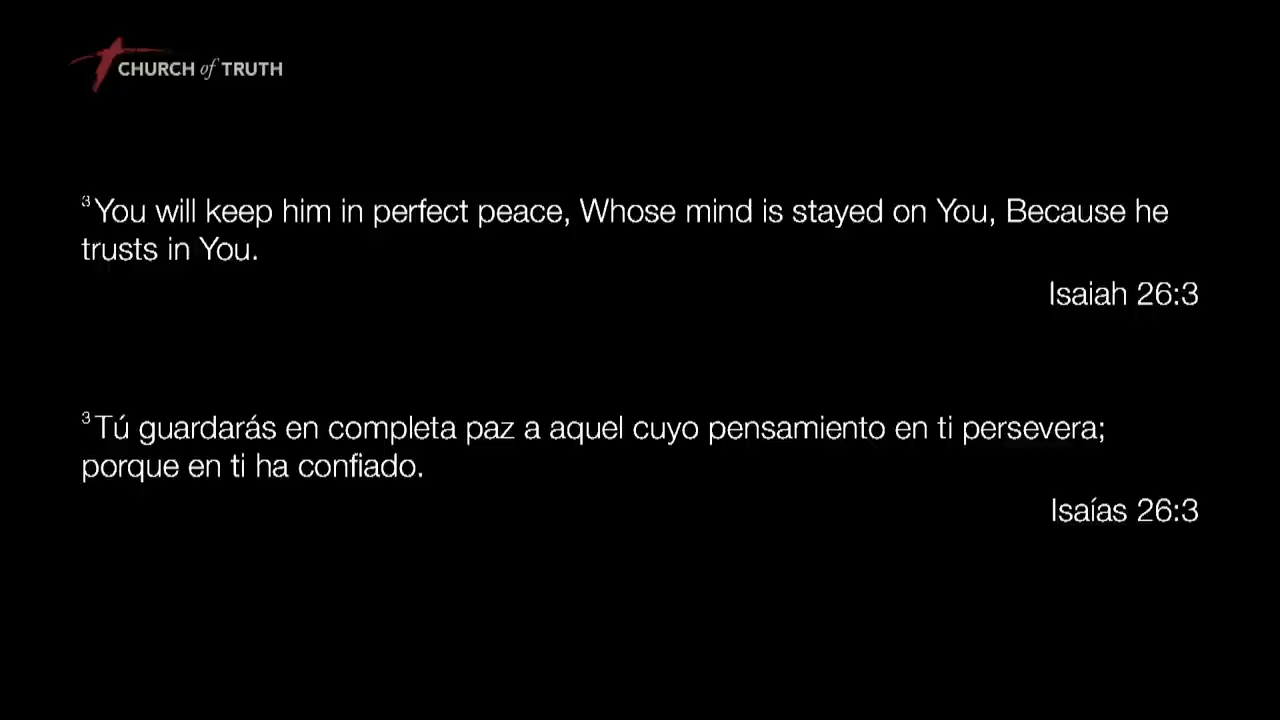 CHURCH of TRUTH
³You will keep him in perfect peace, Whose mind is stayed on You, Because he
trusts in You.
Isaiah 26:3
³Tú guardarás en completa paz a aquel cuyo pensamiento en ti persevera;
porque en ti ha confiado.
Isaías 26:3